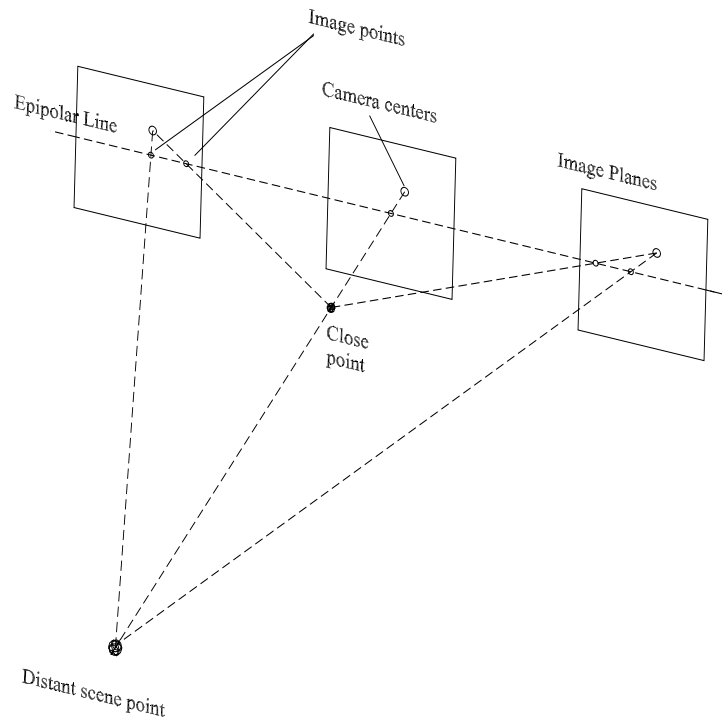 Image points
Camera centers
Epipolar Line
Image Planes
Close
point
Distant scene point